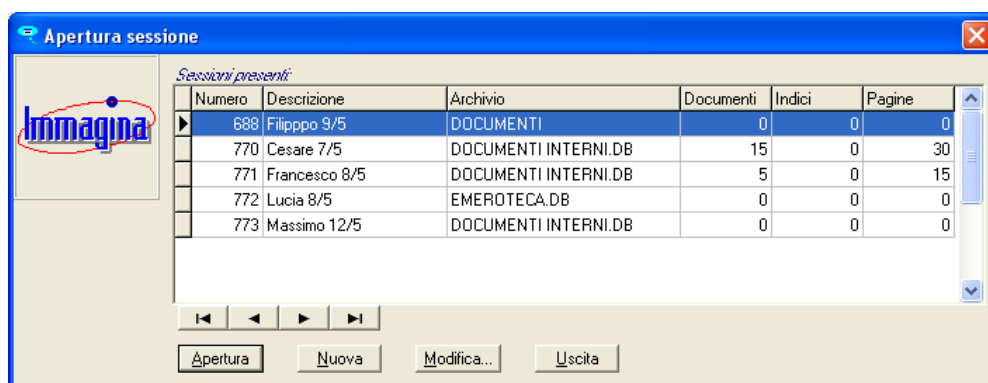 Apertura sessione
Immagina
Sessioni presenti:
Numero Descrizione Archivio Documenti Indici Pagine
688 Filipppo 9/5 DOCUMENTI 0 0 0
770 Cesare 7/5 DOCUMENTI INTERNI.DB 15 0 30
771 Francesco 8/5 DOCUMENTI INTERNI.DB 5 0 15
772 Lucia 8/5 EMEROTECA.DB 0 0 0
773 Massimo 12/5 DOCUMENTI INTERNI.DB 0 0 0
Apertura Nuova Modifica... Uscita